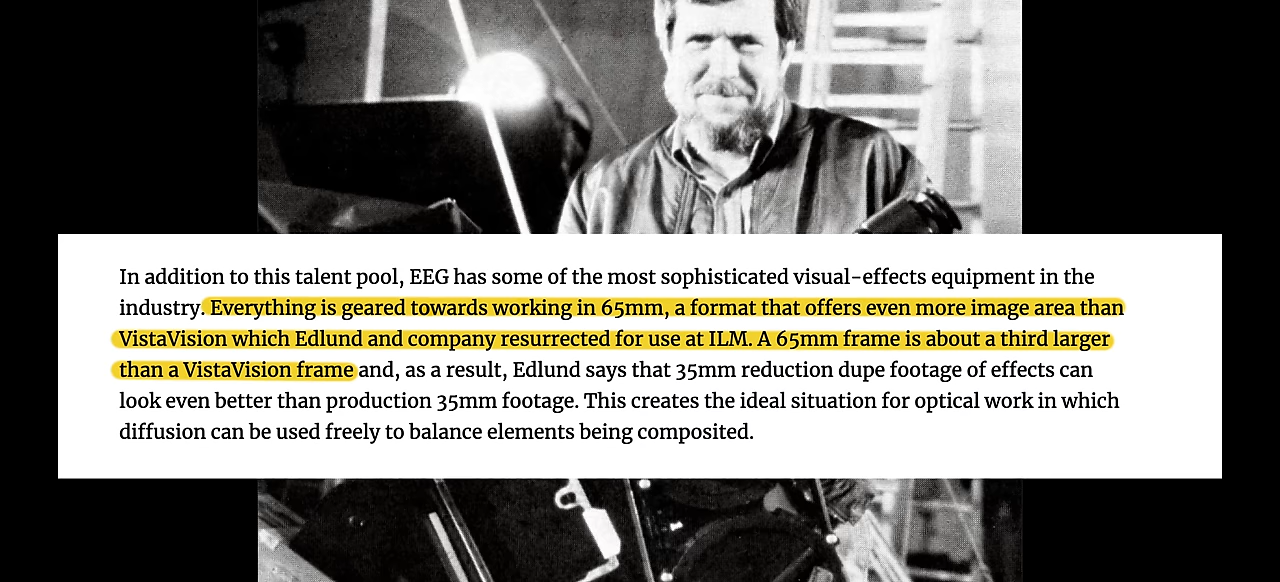 In addition to this talent pool, EEG has some of the most sophisticated visual-effects equipment in the
industry. Everything is geared towards working in 65mm, a format that offers even more image area than
VistaVision which Edlund and company resurrected for use at ILM. A 65mm frame is about a third larger
than a VistaVision frame and, as a result, Edlund says that 35mm reduction dupe footage of effects can
look even better than production 35mm footage. This creates the ideal situation for optical work in which
diffusion can be used freely to balance elements being composited.